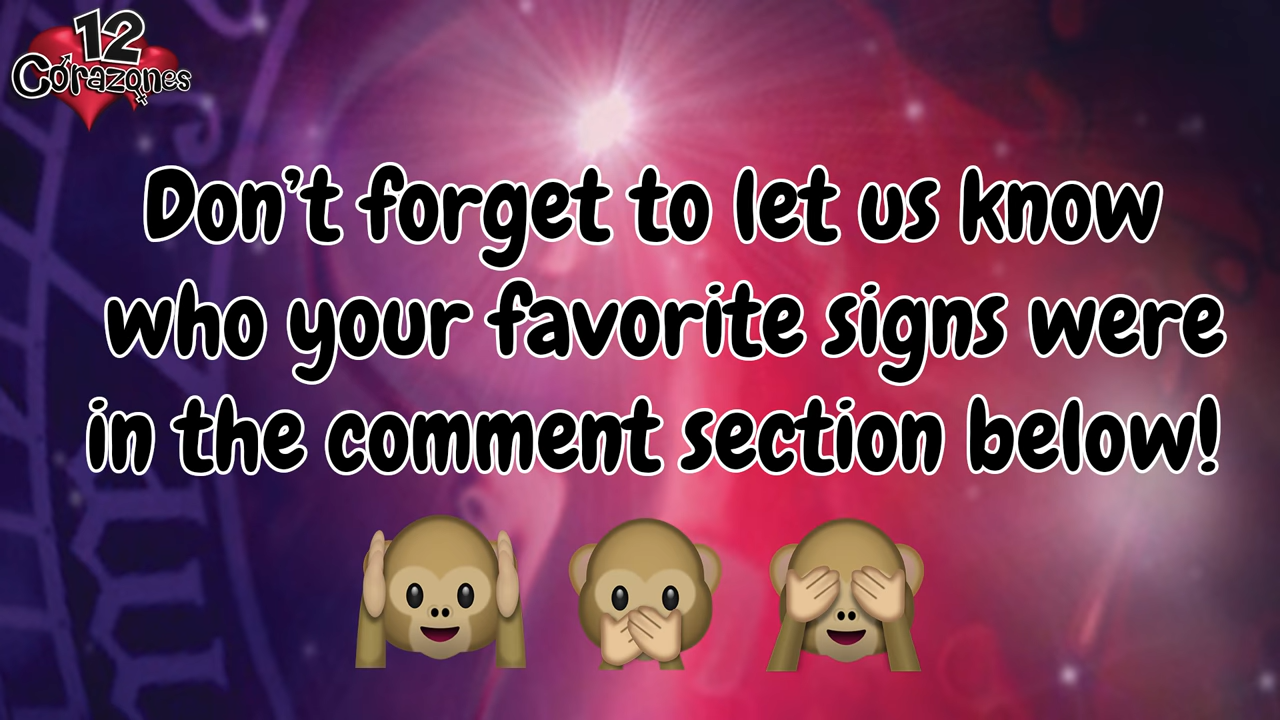 12
Corazones
Don't forget to let us know
who your favorite signs were
in the comment section below!